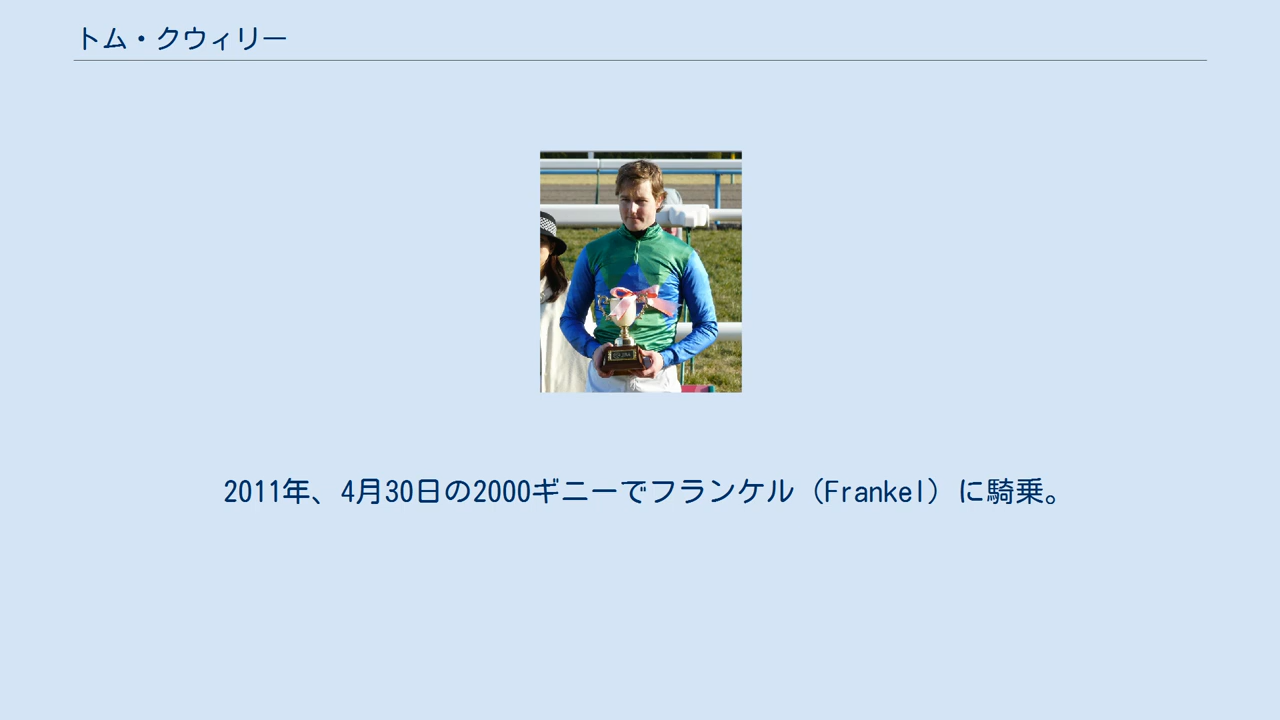 トム・クウィリー
2011年、4月30日の2000ギニーでフランケル（Frankel）に騎乗。